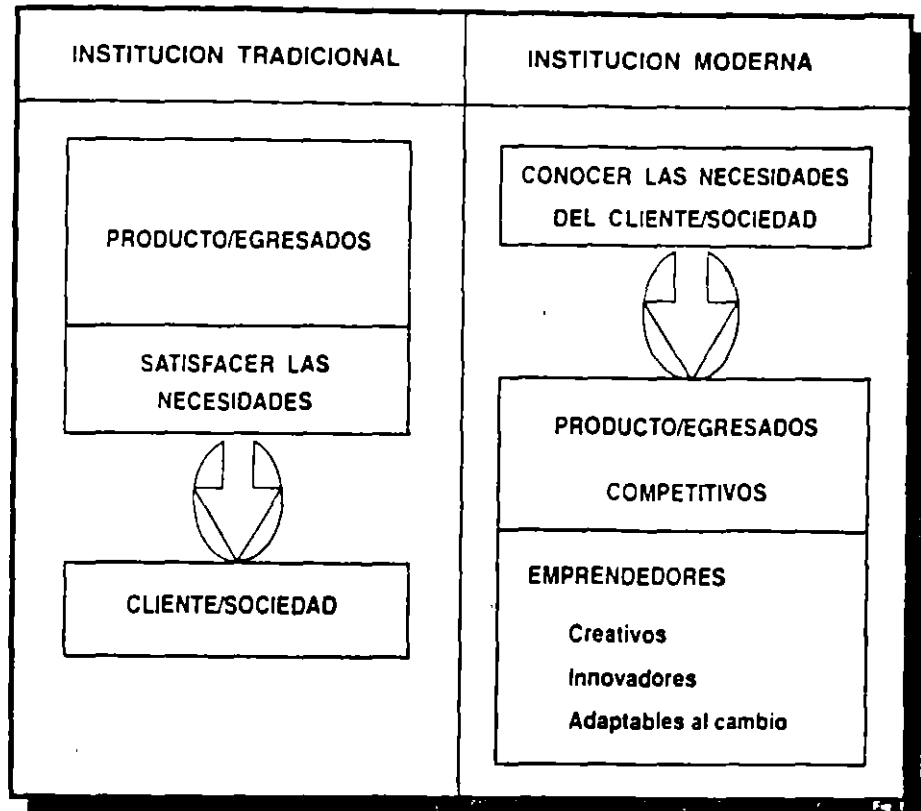 INSTITUCION TRADICIONAL
PRODUCTO/EGRESADOS
SATISFACER LAS
NECESIDADES
CLIENTE/SOCIEDAD
INSTITUCION MODERNA
CONOCER LAS NECESIDADES
DEL CLIENTE/SOCIEDAD
PRODUCTO/EGRESADOS
COMPETITIVOS
EMPRENDEDORES
Creativos
Innovadores
Adaptables al cambio